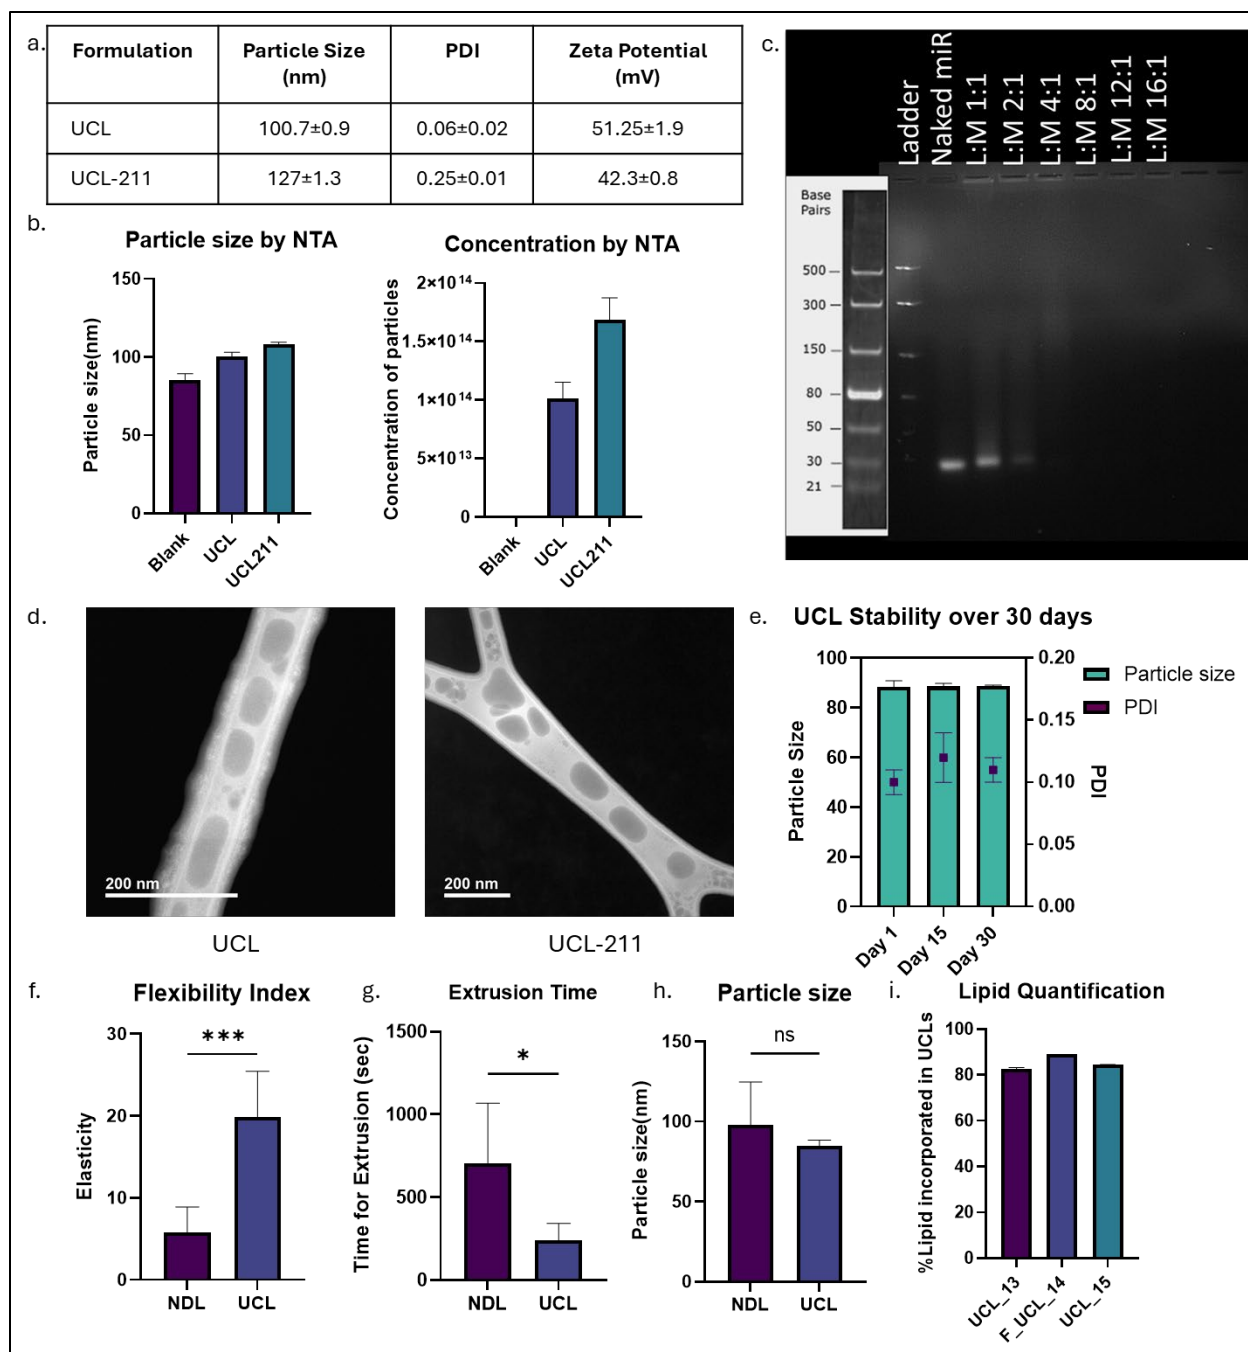 a.
Formulation Particle Size (nm) PDI Zeta Potential (mV)
UCL 100.7±0.9 0.06±0.02 51.25±1.9
UCL-211 127±1.3 0.25±0.01 42.3±0.8
b.
Particle size by NTA
Particle size(nm)
150
100
50
0
Blank
UCL
UCL211
Concentration by NTA
Concentration of particles
2×10¹⁴
1.5×10¹⁴
1×10¹⁴
5×10¹³
0
Blank
UCL
UCL211
c.
Ladder
Naked miR
L:M 1:1
L:M 2:1
L:M 4:1
L:M 8:1
L:M 12:1
L:M 16:1
Base
Pairs
500
300
150
80
50
30
21
d.
200 nm
UCL
200 nm
UCL-211
e.
UCL Stability over 30 days
Particle Size
100
80
60
40
20
0
Day 1
Day 15
Day 30
0.20
0.15
0.10
0.05
0.00
PDI
Particle size
PDI
f.
Flexibility Index
***
Elasticity
30
20
10
0
NDL
UCL
g.
Extrusion Time
*
Time for Extrusion (sec)
1500
1000
500
0
NDL
UCL
h.
Particle size
ns
Particle size(nm)
150
100
50
0
NDL
UCL
i.
Lipid Quantification
%Lipid incorporated in UCLs
100
80
60
40
20
0
UCL_13
F_UCL_14
UCL_15